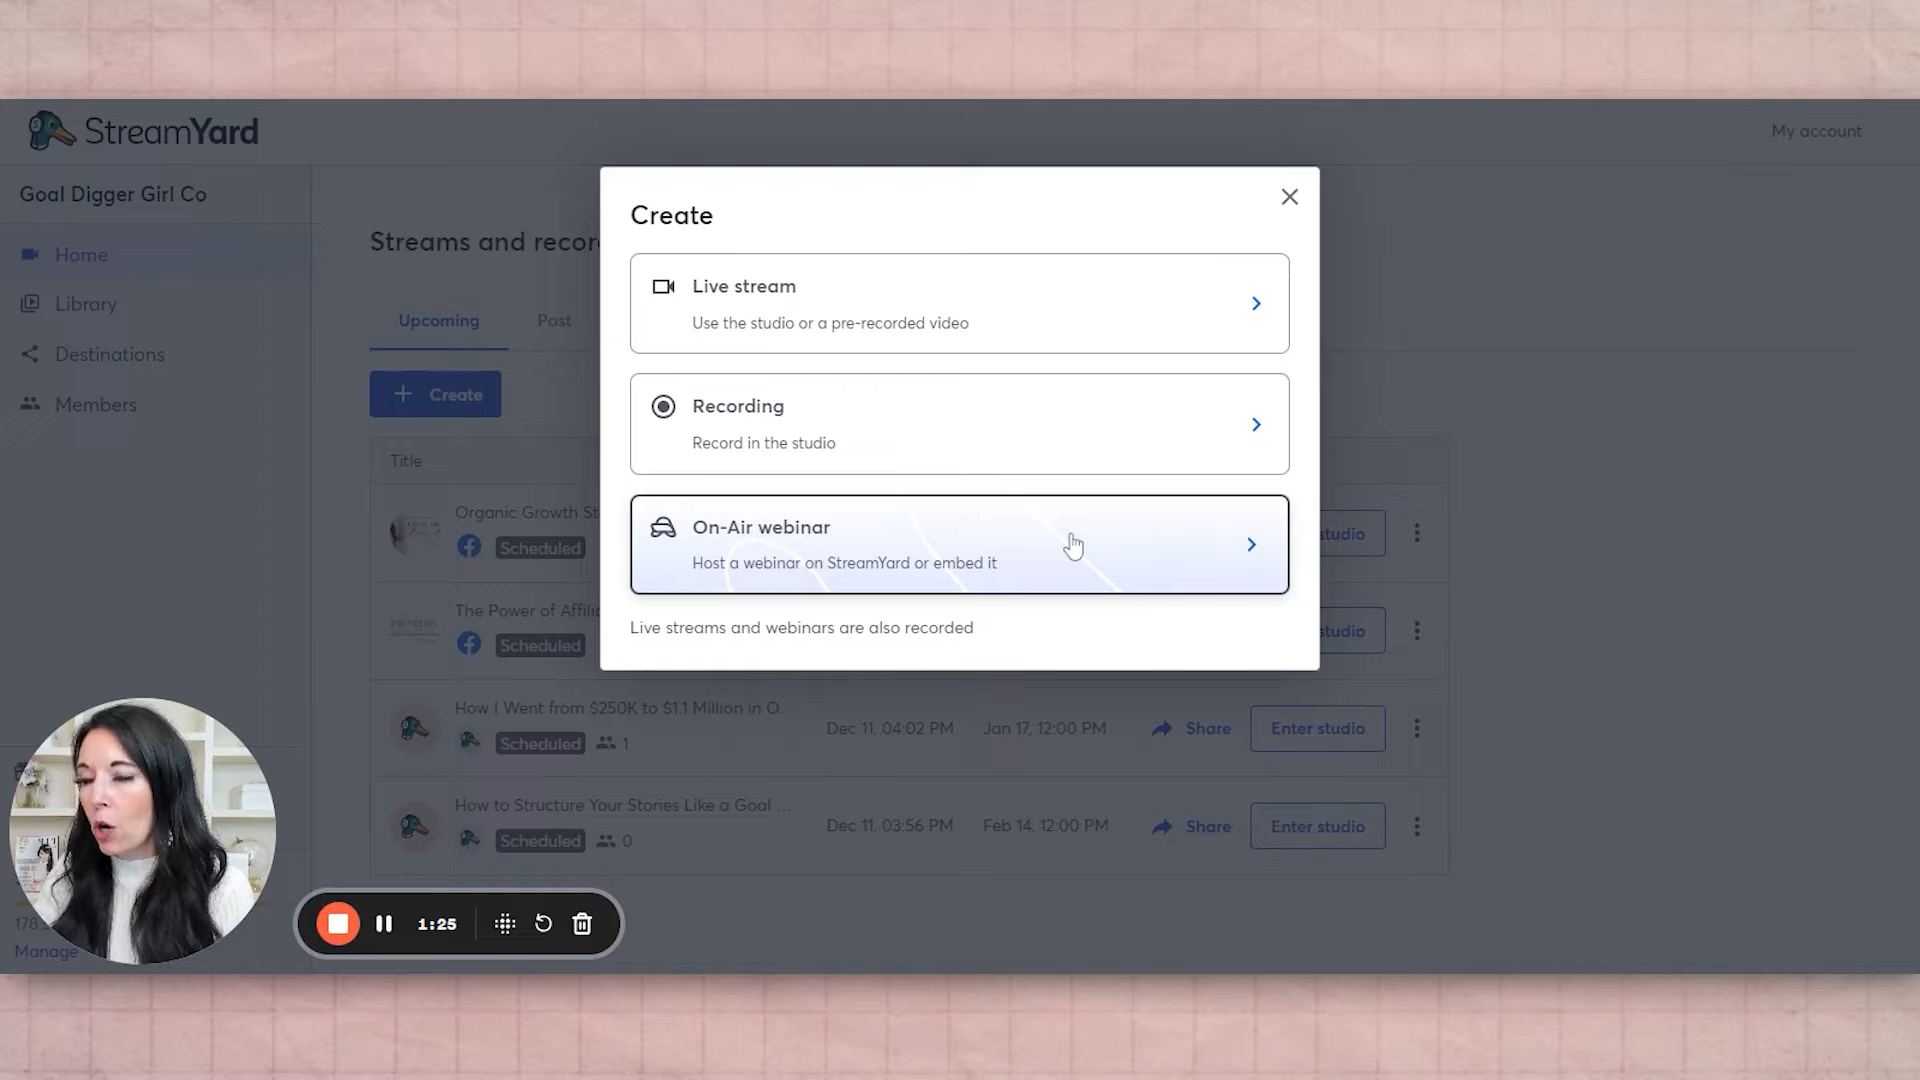 StreamYard
My account
Goal Digger Girl Co
Home
Library
Destinations
Members
Streams and recor
Upcoming
Past
Create
Title
Organic Growth St
Scheduled
studio
The Power of Affili
Scheduled
studio
How I Went from $250K to $1.1 Million in O.
Scheduled
1
Dec 11, 04:02 PM
Jan 17, 12:00 PM
Share
Enter studio
How to Structure Your Stories Like a Goal ...
Scheduled
0
Dec 11, 03:56 PM
Feb 14, 12:00 PM
Share
Enter studio
Create
Live stream
Use the studio or a pre-recorded video
Recording
Record in the studio
On-Air webinar
Host a webinar on StreamYard or embed it
Live streams and webinars are also recorded
178.
Manage
1:25